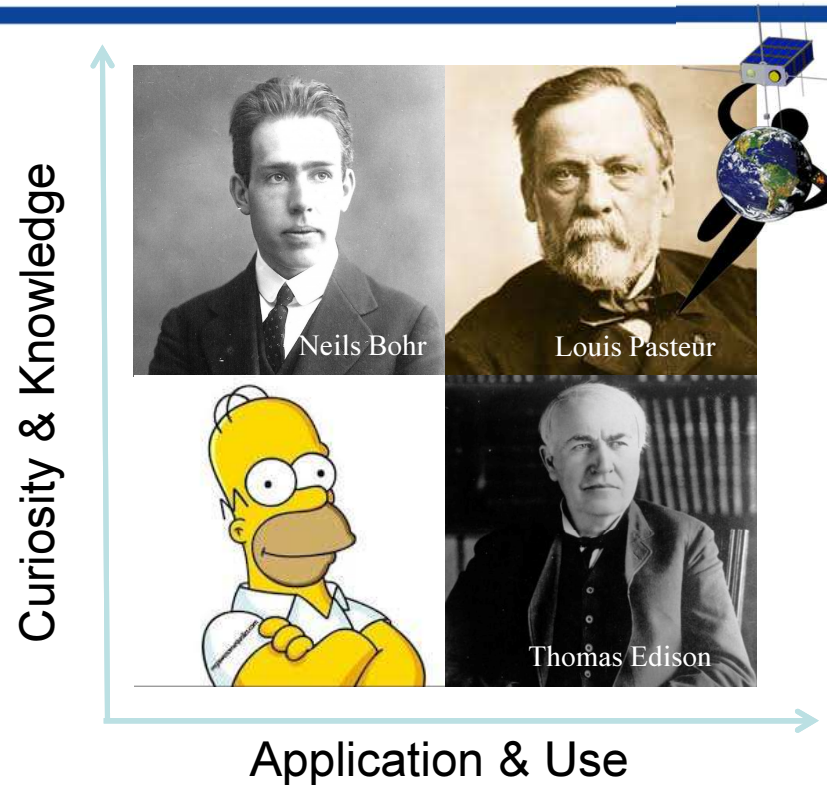 Curiosity & Knowledge
Neils Bohr
Louis Pasteur
Thomas Edison
Application & Use